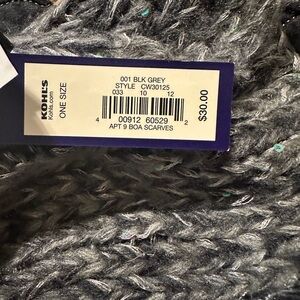 KOHL'S
Kohls.com
ONE SIZE
001 BLK GREY
STYLE CW30125
033 10 12
4 00912 60529 2
APT 9 BOA SCARVES
$30.00